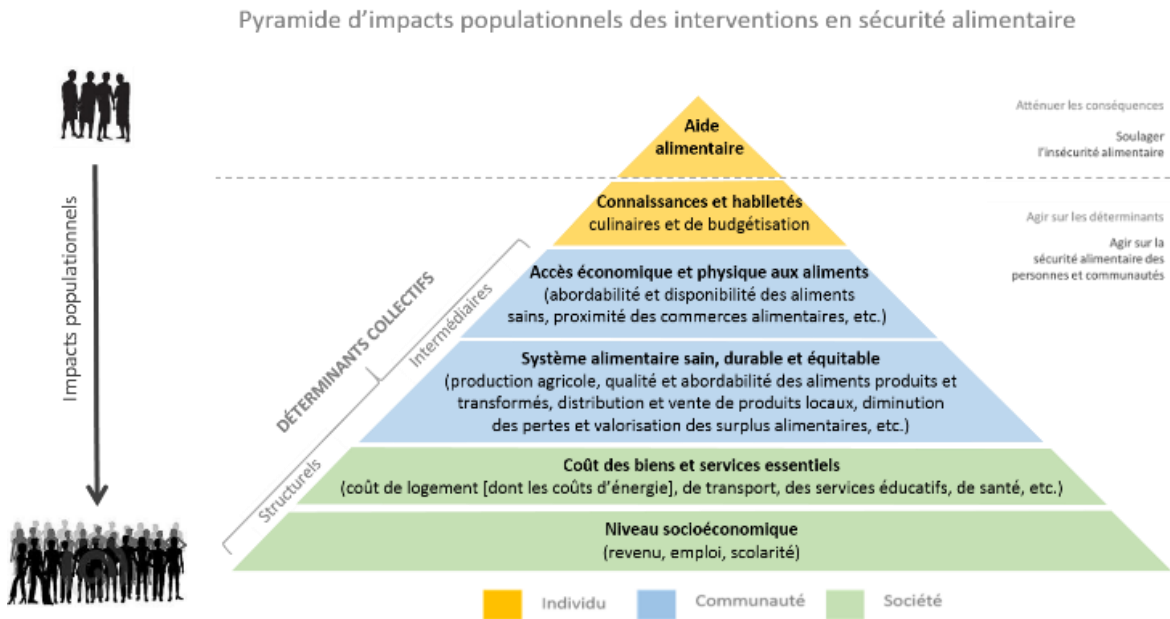 Pyramide d’impacts populationnels des interventions en sécurité alimentaire
Impacts populationnels
DÉTERMINANTS COLLECTIFS
Intermédiaires
Structurels
Aide
alimentaire
Atténuer les conséquences
Soulager
l’insécurité alimentaire
Connaissances et habiletés
culinaires et de budgétisation
Agir sur les déterminants
Agir sur la
sécurité alimentaire des
personnes et communautés
Accès économique et physique aux aliments
(abordabilité et disponibilité des aliments
sains, proximité des commerces alimentaires, etc.)
Système alimentaire sain, durable et équitable
(production agricole, qualité et abordabilité des aliments produits et
transformés, distribution et vente de produits locaux, diminution
des pertes et valorisation des surplus alimentaires, etc.)
Coût des biens et services essentiels
(coût de logement [dont les coûts d’énergie], de transport, des services éducatifs, de santé, etc.)
Niveau socioéconomique
(revenu, emploi, scolarité)
Individu
Communauté
Société